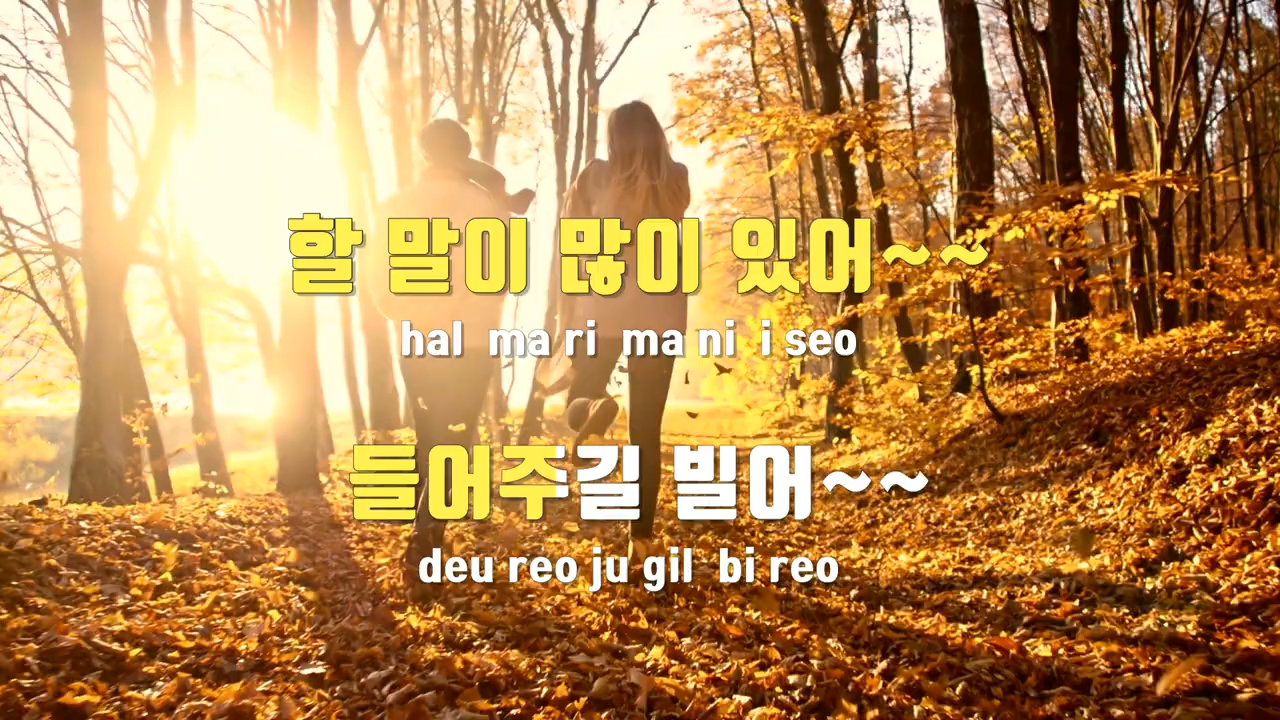 할 말이 많이 있어~~
hal ma ri ma ni i seo
들어주길 빌어~~
deu reo ju gil bi reo